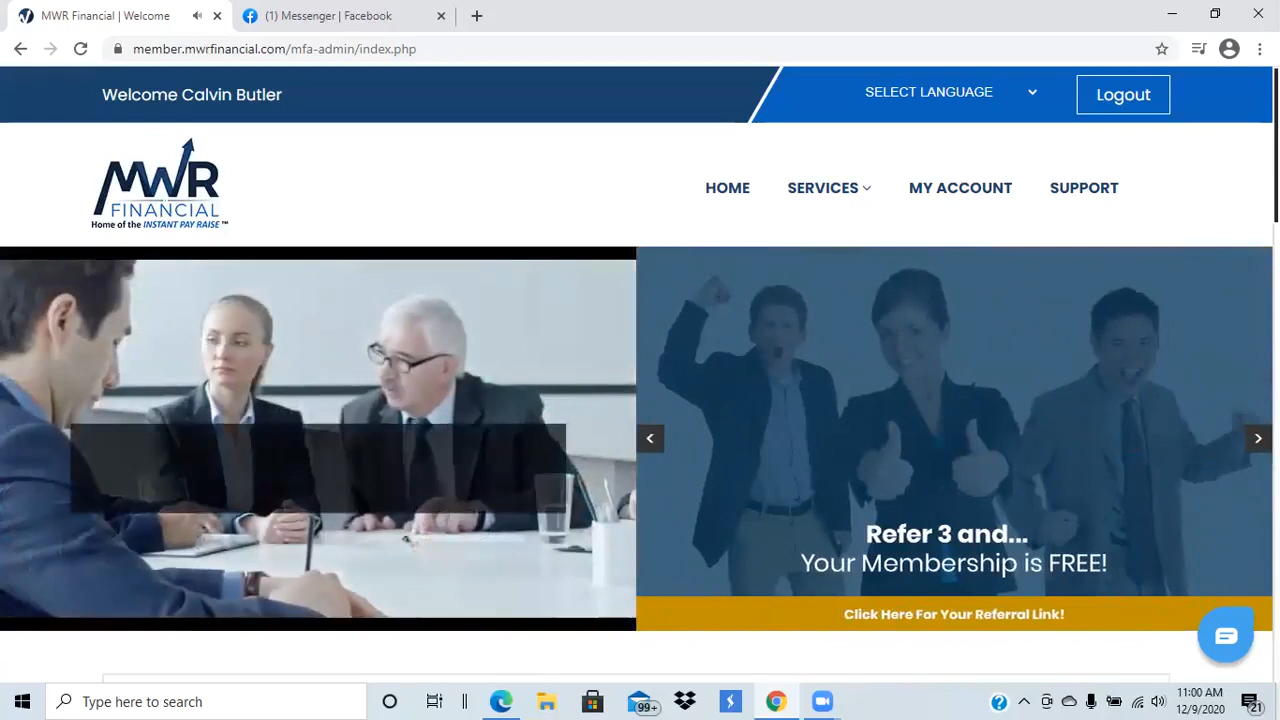 MWR Financial | Welcome
(1) Messenger | Facebook
member.mwrfinancial.com/mfa-admin/index.php
Welcome Calvin Butler
SELECT LANGUAGE
Logout
MWR
FINANCIAL
Home of the INSTANT PAY RAISE ™
HOME
SERVICES
MY ACCOUNT
SUPPORT
Refer 3 and...
Your Membership is FREE!
Click Here For Your Referral Link!
Type here to search
99+
11:00 AM
12/9/2020
21